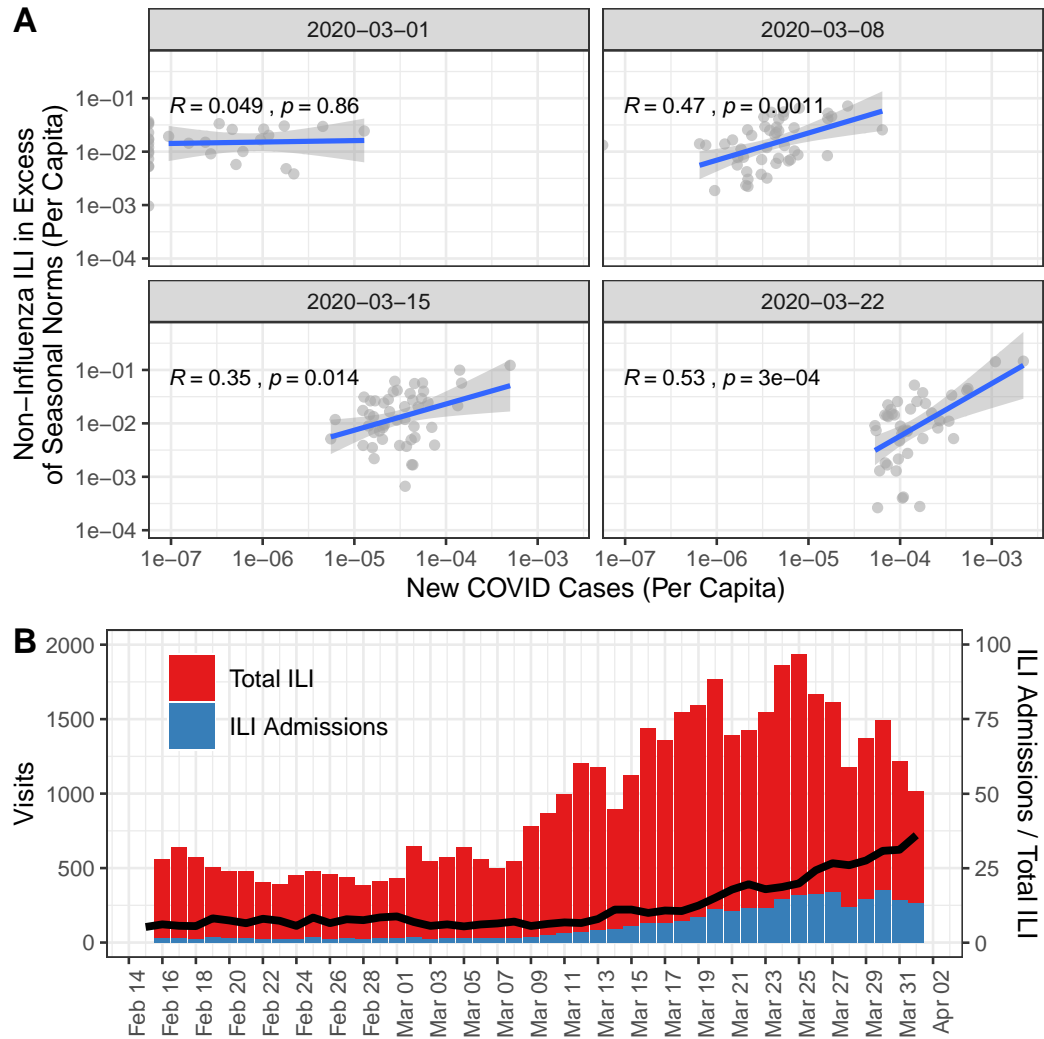 A
2020−03−01
2020−03−08
R = 0.049 , p = 0.86
R = 0.47 , p = 0.0011
1e−01
1e−02
1e−03
1e−04
Non−Influenza ILI in Excess
of Seasonal Norms (Per Capita)
2020−03−15
2020−03−22
R = 0.35 , p = 0.014
R = 0.53 , p = 3e−04
1e−01
1e−02
1e−03
1e−04
1e−07 1e−06 1e−05 1e−04 1e−03
1e−07 1e−06 1e−05 1e−04 1e−03
New COVID Cases (Per Capita)
B
Total ILI
ILI Admissions
2000
1500
1000
500
0
Visits
100
75
50
25
0
ILI Admissions / Total ILI
Feb 14
Feb 16
Feb 18
Feb 20
Feb 22
Feb 24
Feb 26
Feb 28
Mar 01
Mar 03
Mar 05
Mar 07
Mar 09
Mar 11
Mar 13
Mar 15
Mar 17
Mar 19
Mar 21
Mar 23
Mar 25
Mar 27
Mar 29
Mar 31
Apr 02